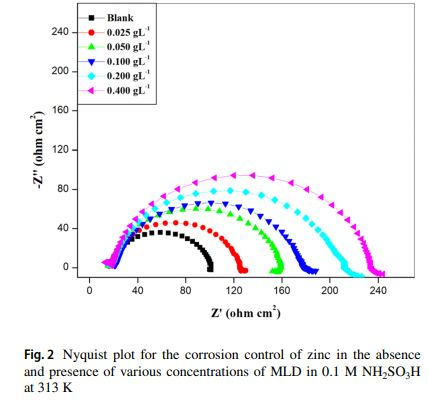 Blank
0.025 gL⁻¹
0.050 gL⁻¹
0.100 gL⁻¹
0.200 gL⁻¹
0.400 gL⁻¹
240
200
160
120
80
40
0
-Z'' (ohm cm²)
0 40 80 120 160 200 240
Z' (ohm cm²)
Fig. 2 Nyquist plot for the corrosion control of zinc in the absence
and presence of various concentrations of MLD in 0.1 M NH₂SO₃H
at 313 K